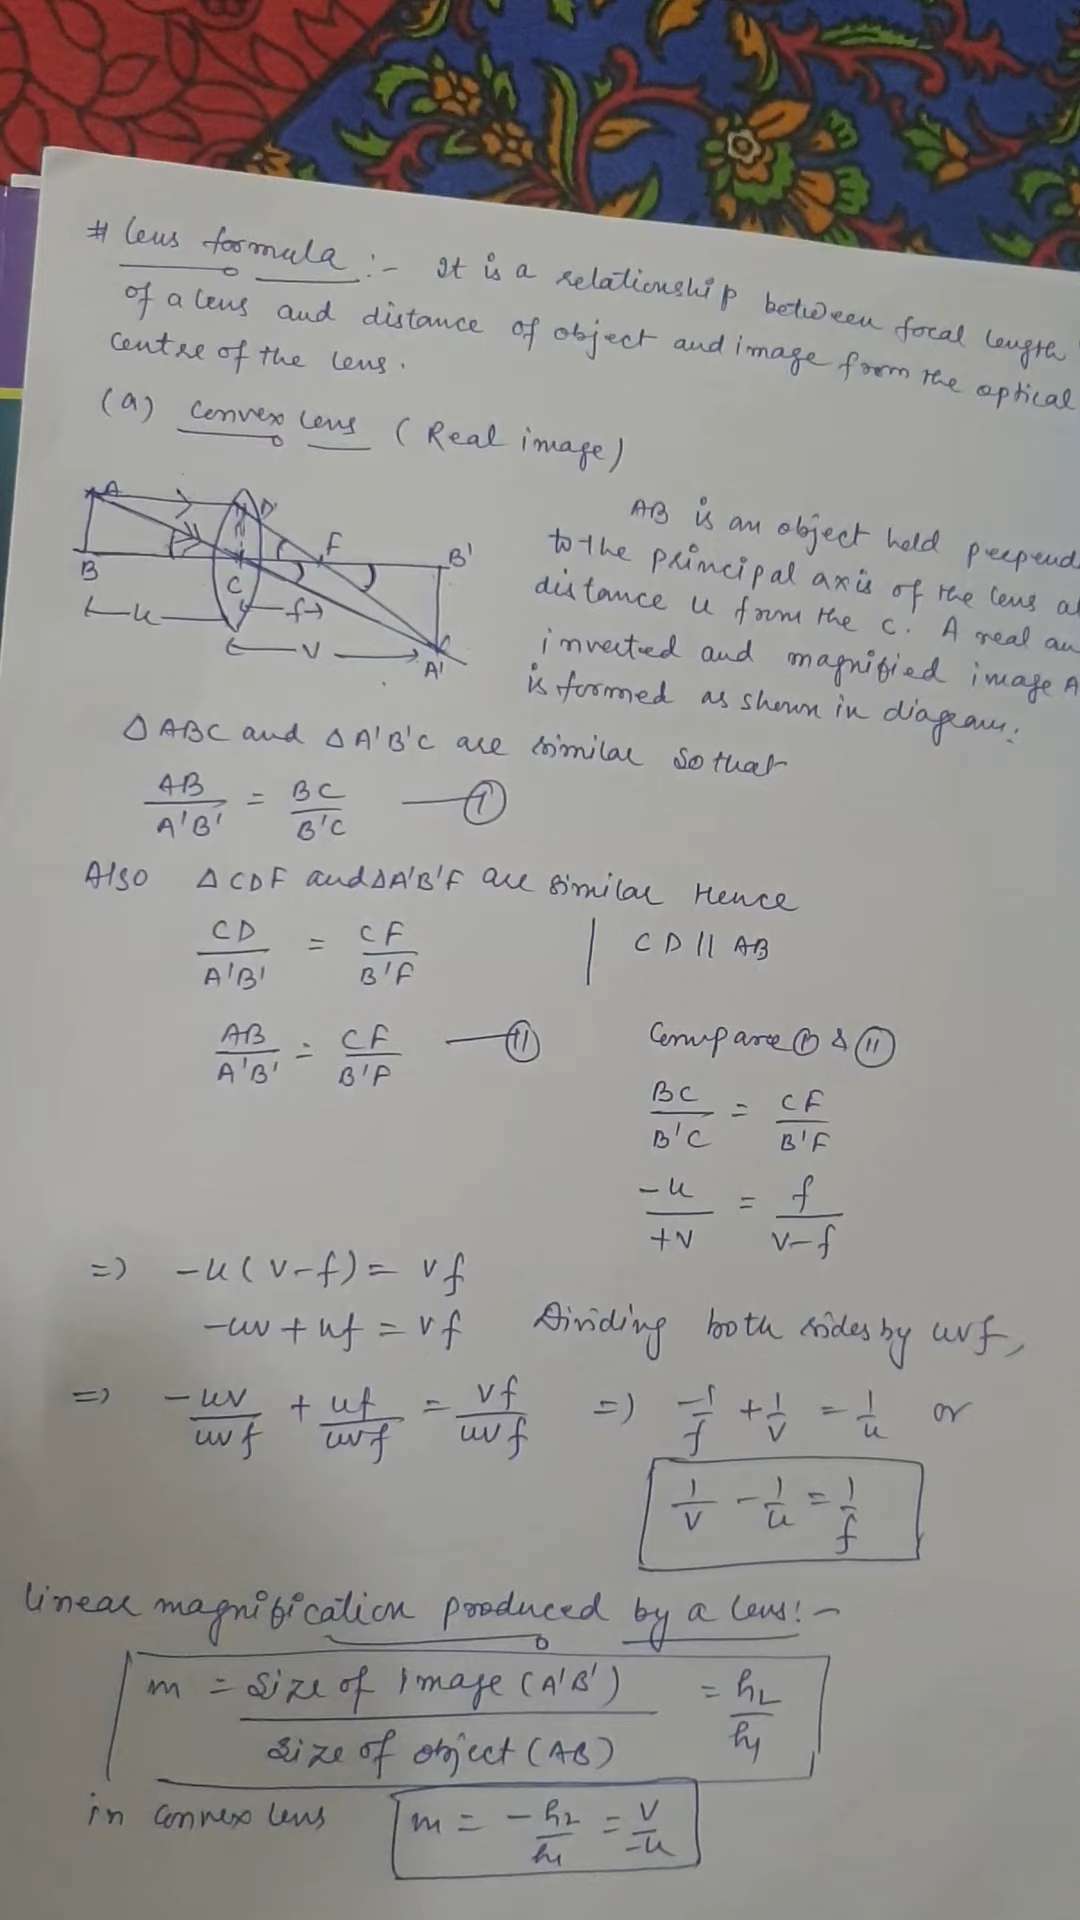 # Lens formula :- It is a relationship between focal length
of a lens and distance of object and image from the optical
centre of the lens.
(a) Convex lens (Real image)
A
D
F
B'
B
C
u
f
v
A'
AB is an object held perpend
to the principal axis of the lens at
distance u from the C. A real an
inverted and magnified image A
is formed as shown in diagram.
Δ ABC and Δ A'B'C are similar so that
AB/A'B' = BC/B'C — (I)
Also Δ CDF and Δ A'B'F are similar Hence
CD/A'B' = CF/B'F | CD || AB
AB/A'B' = CF/B'F — (II)
Compare (I) & (II)
BC/B'C = CF/B'F
-u/+v = f/v-f
=> -u(v-f) = vf
-uv + uf = vf Dividing both sides by uvf,
=> -uv/uvf + uf/uvf = vf/uvf => -1/f + 1/v = 1/u or
1/v - 1/u = 1/f
linear magnification produced by a lens:-
m = Size of Image (A'B')/Size of object (AB) = h2/h1
in convex lens m = -h2/h1 = v/-u